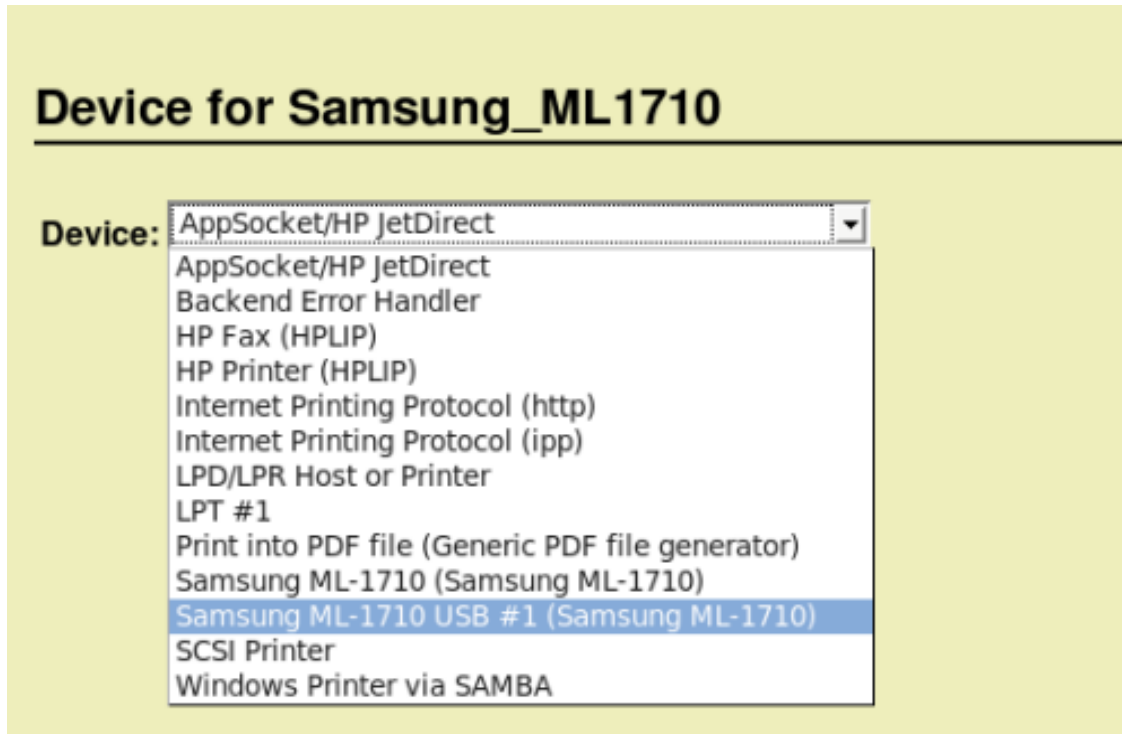 Device for Samsung_ML1710
Device: AppSocket/HP JetDirect
AppSocket/HP JetDirect
Backend Error Handler
HP Fax (HPLIP)
HP Printer (HPLIP)
Internet Printing Protocol (http)
Internet Printing Protocol (ipp)
LPD/LPR Host or Printer
LPT #1
Print into PDF file (Generic PDF file generator)
Samsung ML-1710 (Samsung ML-1710)
Samsung ML-1710 USB #1 (Samsung ML-1710)
SCSI Printer
Windows Printer via SAMBA